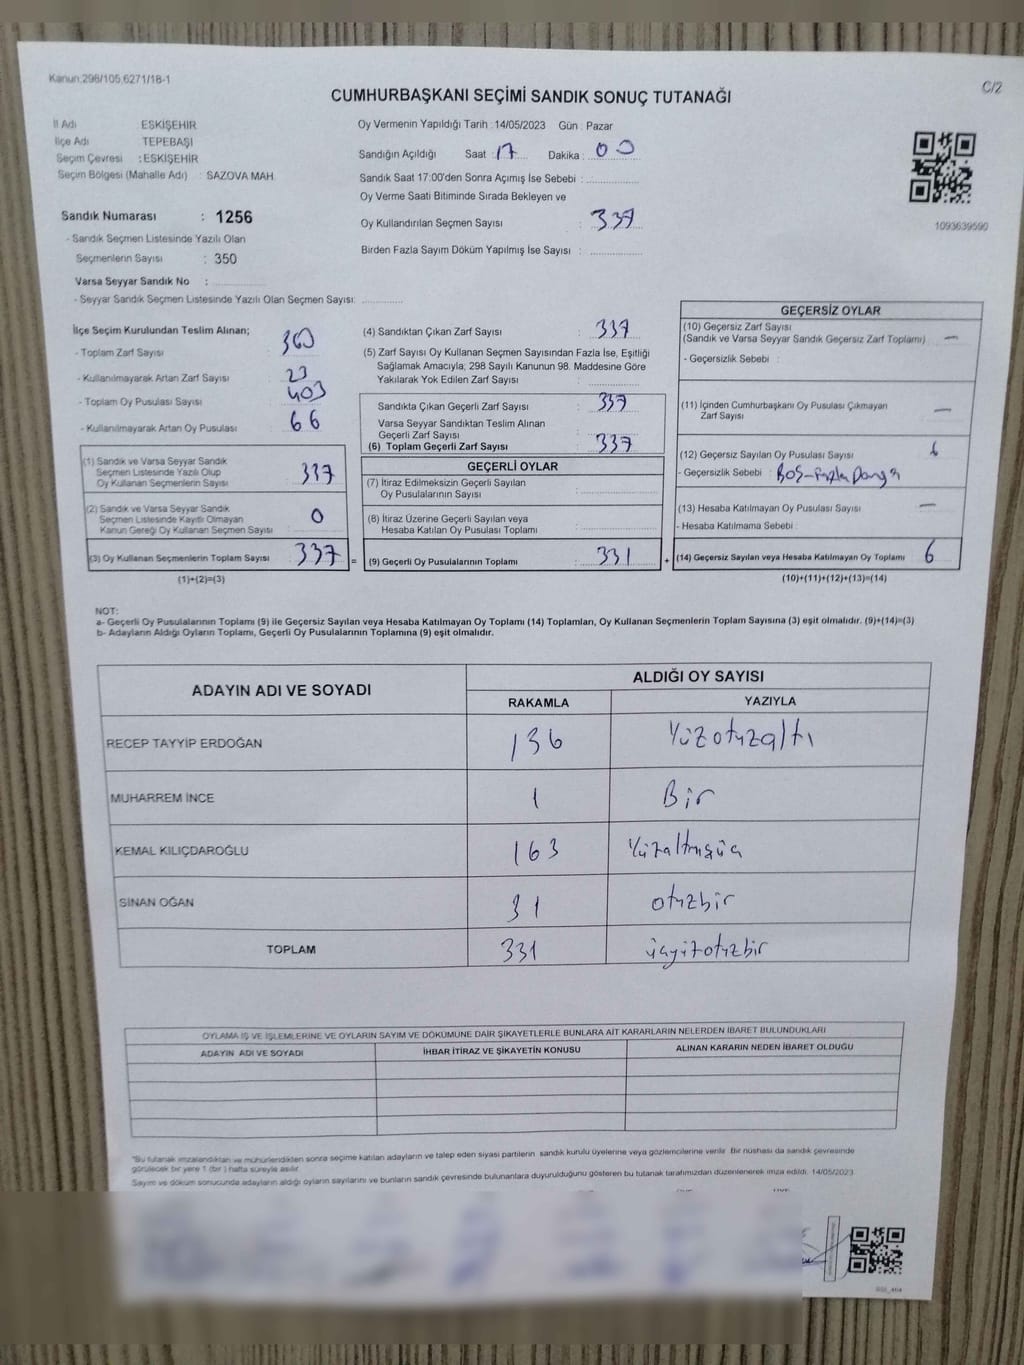 Kanun:298/105,6271/18-1
C/2
CUMHURBAŞKANI SEÇİMİ SANDIK SONUÇ TUTANAĞI
İl Adı ESKİŞEHİR
İlçe Adı TEPEBAŞI
Seçim Çevresi : ESKİŞEHİR
Seçim Bölgesi (Mahalle Adı) : SAZOVA MAH.
Sandık Numarası : 1256
- Sandık Seçmen Listesinde Yazılı Olan
Seçmenlerin Sayısı : 350
Varsa Seyyar Sandık No :
- Seyyar Sandık Seçmen Listesinde Yazılı Olan Seçmen Sayısı:
Oy Vermenin Yapıldığı Tarih : 14/05/2023 Gün : Pazar
Sandığın Açıldığı Saat : 17 Dakika : 00
Sandık Saat 17:00'den Sonra Açımış İse Sebebi :
Oy Verme Saati Bitiminde Sırada Bekleyen ve
Oy Kullandırılan Seçmen Sayısı : 337
Birden Fazla Sayım Döküm Yapılmış İse Sayısı :
1093639590
İlçe Seçim Kurulundan Teslim Alınan;
- Toplam Zarf Sayısı : 360
- Kullanılmayarak Artan Zarf Sayısı : 23
- Toplam Oy Pusulası Sayısı : 403
- Kullanılmayarak Artan Oy Pusulası : 66
(1) Sandık ve Varsa Seyyar Sandık
Seçmen Listesinde Yazılı Olup
Oy Kullanan Seçmenlerin Sayısı : 337
(2) Sandık ve Varsa Seyyar Sandık
Seçmen Listesinde Kayıtlı Olmayan
Kanun Gereği Oy Kullanan Seçmen Sayısı : 0
(3) Oy Kullanan Seçmenlerin Toplam Sayısı 337 =
(1)+(2)=(3)
(4) Sandıktan Çıkan Zarf Sayısı : 337
(5) Zarf Sayısı Oy Kullanan Seçmen Sayısından Fazla İse, Eşitliği
Sağlamak Amacıyla; 298 Sayılı Kanunun 98. Maddesine Göre
Yakılarak Yok Edilen Zarf Sayısı :
Sandıkta Çıkan Geçerli Zarf Sayısı : 337
Varsa Seyyar Sandıktan Teslim Alınan
Geçerli Zarf Sayısı :
(6) Toplam Geçerli Zarf Sayısı : 337
GEÇERLİ OYLAR
(7) İtiraz Edilmeksizin Geçerli Sayılan
Oy Pusulalarının Sayısı :
(8) İtiraz Üzerine Geçerli Sayılan veya
Hesaba Katılan Oy Pusulası Toplamı :
(9) Geçerli Oy Pusulalarının Toplamı : 331 +
GEÇERSİZ OYLAR
(10) Geçersiz Zarf Sayısı
(Sandık ve Varsa Seyyar Sandık Geçersiz Zarf Toplamı) : —
- Geçersizlik Sebebi :
(11) İçinden Cumhurbaşkanı Oy Pusulası Çıkmayan
Zarf Sayısı : —
(12) Geçersiz Sayılan Oy Pusulası Sayısı : 6
- Geçersizlik Sebebi : Boş-Fazla
(13) Hesaba Katılmayan Oy Pusulası Sayısı : —
- Hesaba Katılmama Sebebi :
(14) Geçersiz Sayılan veya Hesaba Katılmayan Oy Toplamı 6
(10)+(11)+(12)+(13)=(14)
NOT:
a- Geçerli Oy Pusulalarının Toplamı (9) ile Geçersiz Sayılan veya Hesaba Katılmayan Oy Toplamı (14) Toplamları, Oy Kullanan Seçmenlerin Toplam Sayısına (3) eşit olmalıdır. (9)+(14)=(3)
b- Adayların Aldığı Oyların Toplamı, Geçerli Oy Pusulalarının Toplamına (9) eşit olmalıdır.
ADAYIN ADI VE SOYADI ALDIĞI OY SAYISI
RAKAMLA YAZIYLA
RECEP TAYYİP ERDOĞAN 136 Yüzotuzaltı
MUHARREM İNCE 1 Bir
KEMAL KILIÇDAROĞLU 163 Yüzaltmışüç
SİNAN OĞAN 31 otuzbir
TOPLAM 331 üçyüzotuzbir
OYLAMA İŞ VE İŞLEMLERİNE VE OYLARIN SAYIM VE DÖKÜMÜNE DAİR ŞİKAYETLERLE BUNLARA AİT KARARLARIN NELERDEN İBARET BULUNDUKLARI
ADAYIN ADI VE SOYADI İHBAR İTİRAZ VE ŞİKAYETİN KONUSU ALINAN KARARIN NEDEN İBARET OLDUĞU
*Bu tutanak imzalandıktan ve mühürlendikten sonra seçime katılan adayların ve talep eden siyasi partilerin sandık kurulu üyelerine veya gözlemcilerine verilir. Bir nüshası da sandık çevresinde
görülecek bir yere 1 (bir) hafta süreyle asılır.
Sayım ve döküm sonucunda adayların aldığı oyların sayılarını ve bunların sandık çevresinde bulunanlara duyurulduğunu gösteren bu tutanak tarafımızdan düzenlenerek imza edildi. 14/05/2023